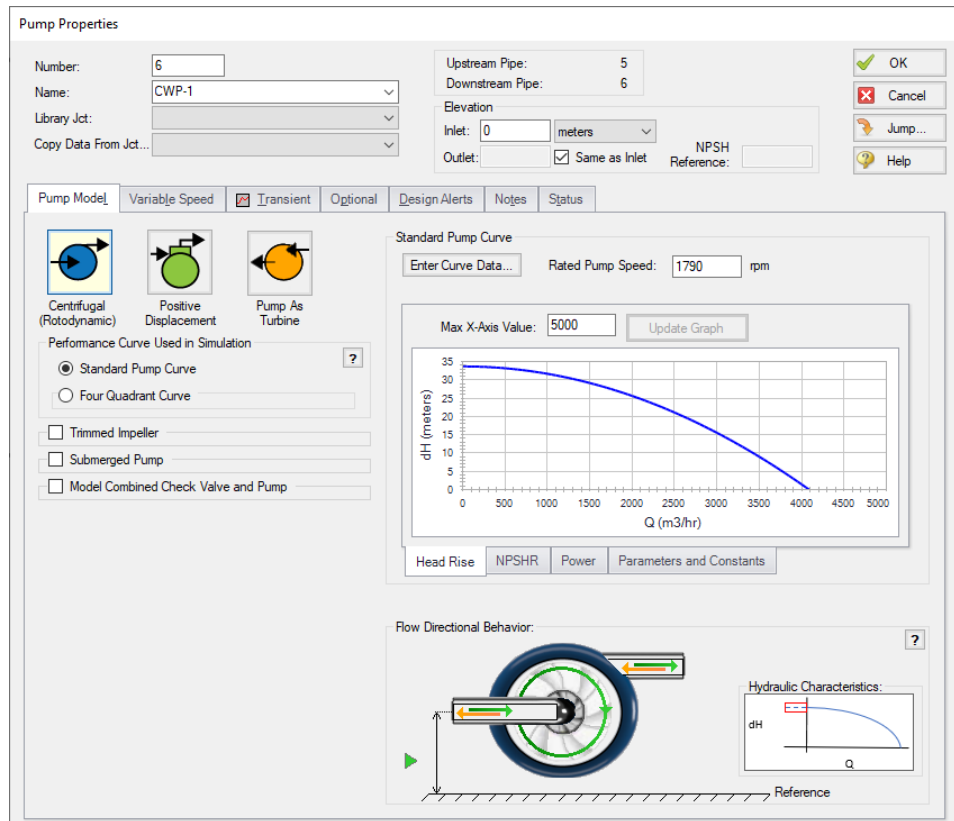 Pump Properties
Number: 6
Name: CWP-1
Library Jct:
Copy Data From Jct...
Upstream Pipe: 5
Downstream Pipe: 6
Elevation
Inlet: 0 meters
Outlet: Same as Inlet
NPSH
Reference:
OK
Cancel
Jump...
Help
Pump Model Variable Speed Transient Optional Design Alerts Notes Status
Centrifugal
(Rotodynamic)
Positive
Displacement
Pump As
Turbine
Performance Curve Used in Simulation
?
Standard Pump Curve
Four Quadrant Curve
Trimmed Impeller
Submerged Pump
Model Combined Check Valve and Pump
Standard Pump Curve
Enter Curve Data... Rated Pump Speed: 1790 rpm
Max X-Axis Value: 5000 Update Graph
dH (meters)
35
30
25
20
15
10
5
0
0 500 1000 1500 2000 2500 3000 3500 4000 4500 5000
Q (m3/hr)
Head Rise NPSHR Power Parameters and Constants
Flow Directional Behavior:
?
Hydraulic Characteristics:
dH
Q
Reference